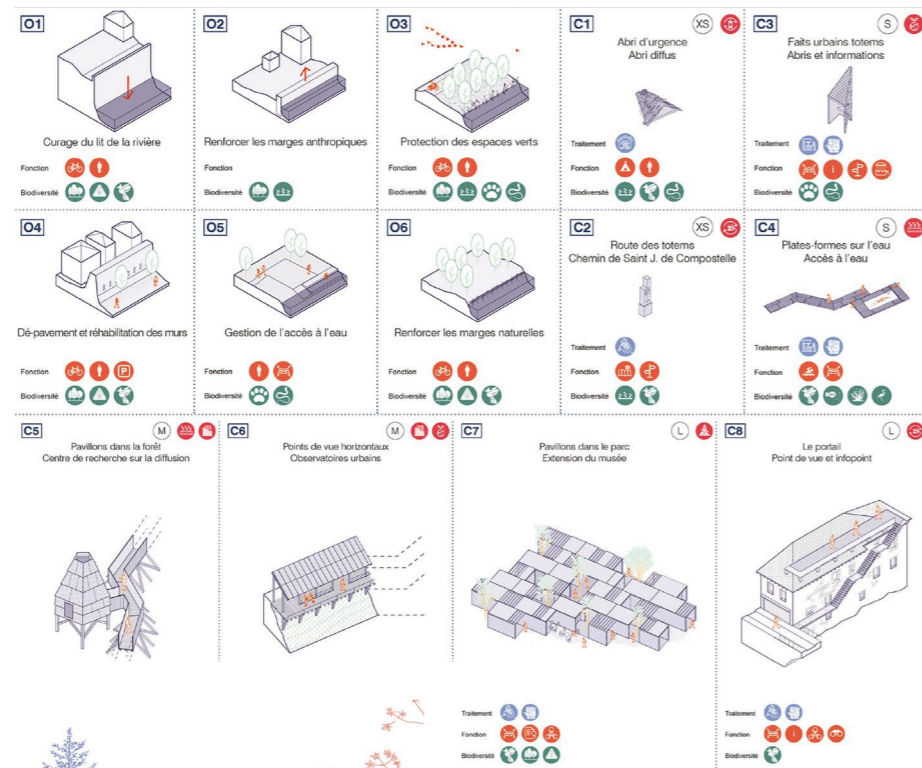 O1
Curage du lit de la rivière
Fonction
Biodiversité
O2
Renforcer les marges anthropiques
Fonction
Biodiversité
O3
Protection des espaces verts
Fonction
Biodiversité
C1
XS
Abri d'urgence
Abri diffus
Traitement
Fonction
Biodiversité
C3
S
Faits urbains totems
Abris et informations
Traitement
Fonction
i
Biodiversité
O4
Dé-pavement et réhabilitation des murs
Fonction
P
Biodiversité
O5
Gestion de l'accès à l'eau
Fonction
Biodiversité
O6
Renforcer les marges naturelles
Fonction
Biodiversité
C2
XS
Route des totems
Chemin de Saint J. de Compostelle
Traitement
Fonction
Biodiversité
C4
S
Plates-formes sur l'eau
Accès à l'eau
Traitement
Fonction
Biodiversité
C5
M
Pavillons dans la forêt
Centre de recherche sur la diffusion
C6
M
Points de vue horizontaux
Observatoires urbains
C7
L
Pavillons dans le parc
Extension du musée
Traitement
Fonction
Biodiversité
C8
L
Le portail
Point de vue et infopoint
Traitement
Fonction
i
Biodiversité